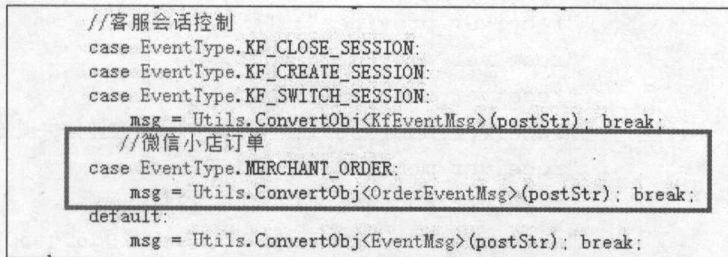 //客服会话控制
case EventType.KF_CLOSE_SESSION:
case EventType.KF_CREATE_SESSION:
case EventType.KF_SWITCH_SESSION:
msg = Utils.ConvertObj<KfEventMsg>(postStr); break;
//微信小店订单
case EventType.MERCHANT_ORDER:
msg = Utils.ConvertObj<OrderEventMsg>(postStr); break;
default:
msg = Utils.ConvertObj<EventMsg>(postStr); break;